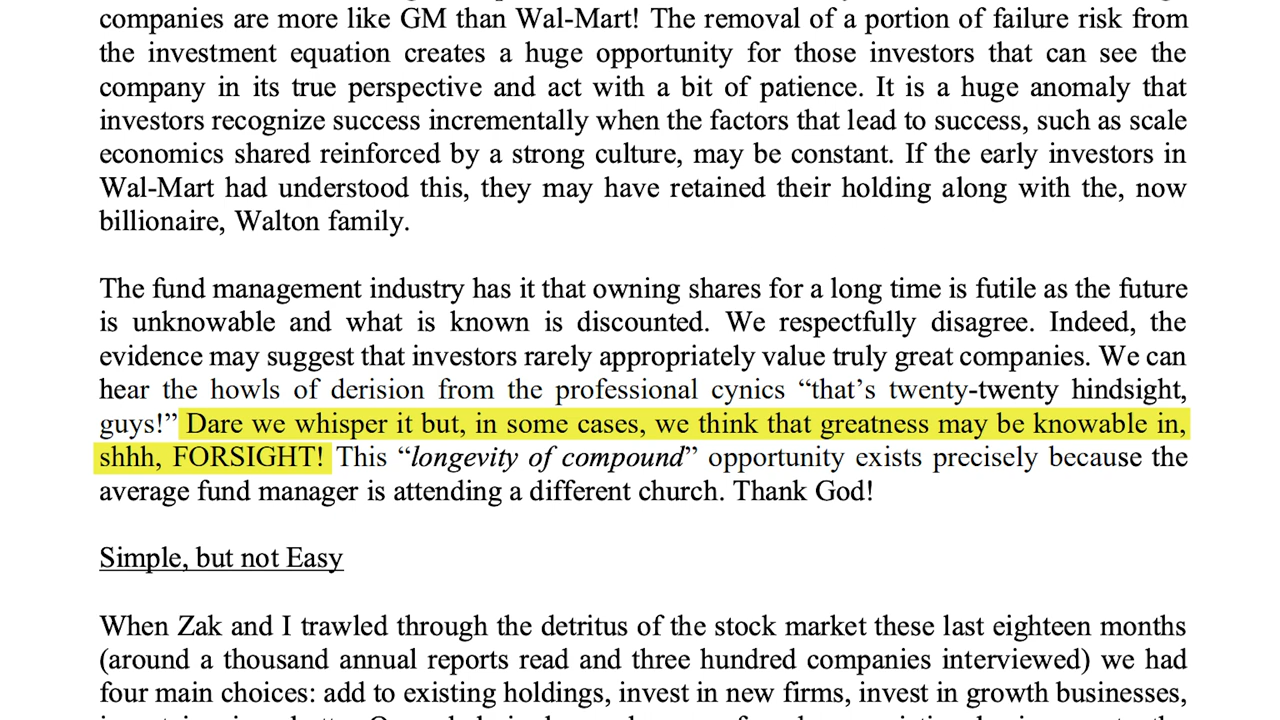 companies are more like GM than Wal-Mart! The removal of a portion of failure risk from
the investment equation creates a huge opportunity for those investors that can see the
company in its true perspective and act with a bit of patience. It is a huge anomaly that
investors recognize success incrementally when the factors that lead to success, such as scale
economics shared reinforced by a strong culture, may be constant. If the early investors in
Wal-Mart had understood this, they may have retained their holding along with the, now
billionaire, Walton family.
The fund management industry has it that owning shares for a long time is futile as the future
is unknowable and what is known is discounted. We respectfully disagree. Indeed, the
evidence may suggest that investors rarely appropriately value truly great companies. We can
hear the howls of derision from the professional cynics “that’s twenty-twenty hindsight,
guys!” Dare we whisper it but, in some cases, we think that greatness may be knowable in,
shhh, FORSIGHT! This “longevity of compound” opportunity exists precisely because the
average fund manager is attending a different church. Thank God!
Simple, but not Easy
When Zak and I trawled through the detritus of the stock market these last eighteen months
(around a thousand annual reports read and three hundred companies interviewed) we had
four main choices: add to existing holdings, invest in new firms, invest in growth businesses,